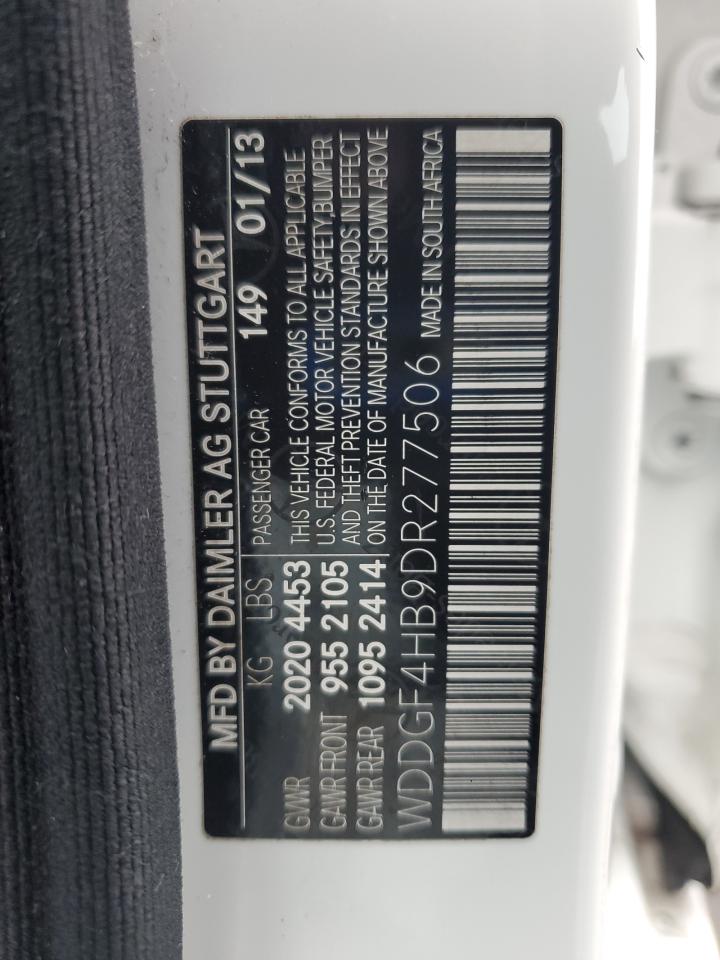 MFD BY DAIMLER AG STUTTGART
KG LBS PASSENGER CAR 149 01/13
GVWR 2020 4453 THIS VEHICLE CONFORMS TO ALL APPLICABLE
GAWR FRONT 955 2105 U.S. FEDERAL MOTOR VEHICLE SAFETY,BUMPER
GAWR REAR 1095 2414 AND THEFT PREVENTION STANDARDS IN EFFECT
ON THE DATE OF MANUFACTURE SHOWN ABOVE
WDDGF4HB9DR277506 MADE IN SOUTH AFRICA